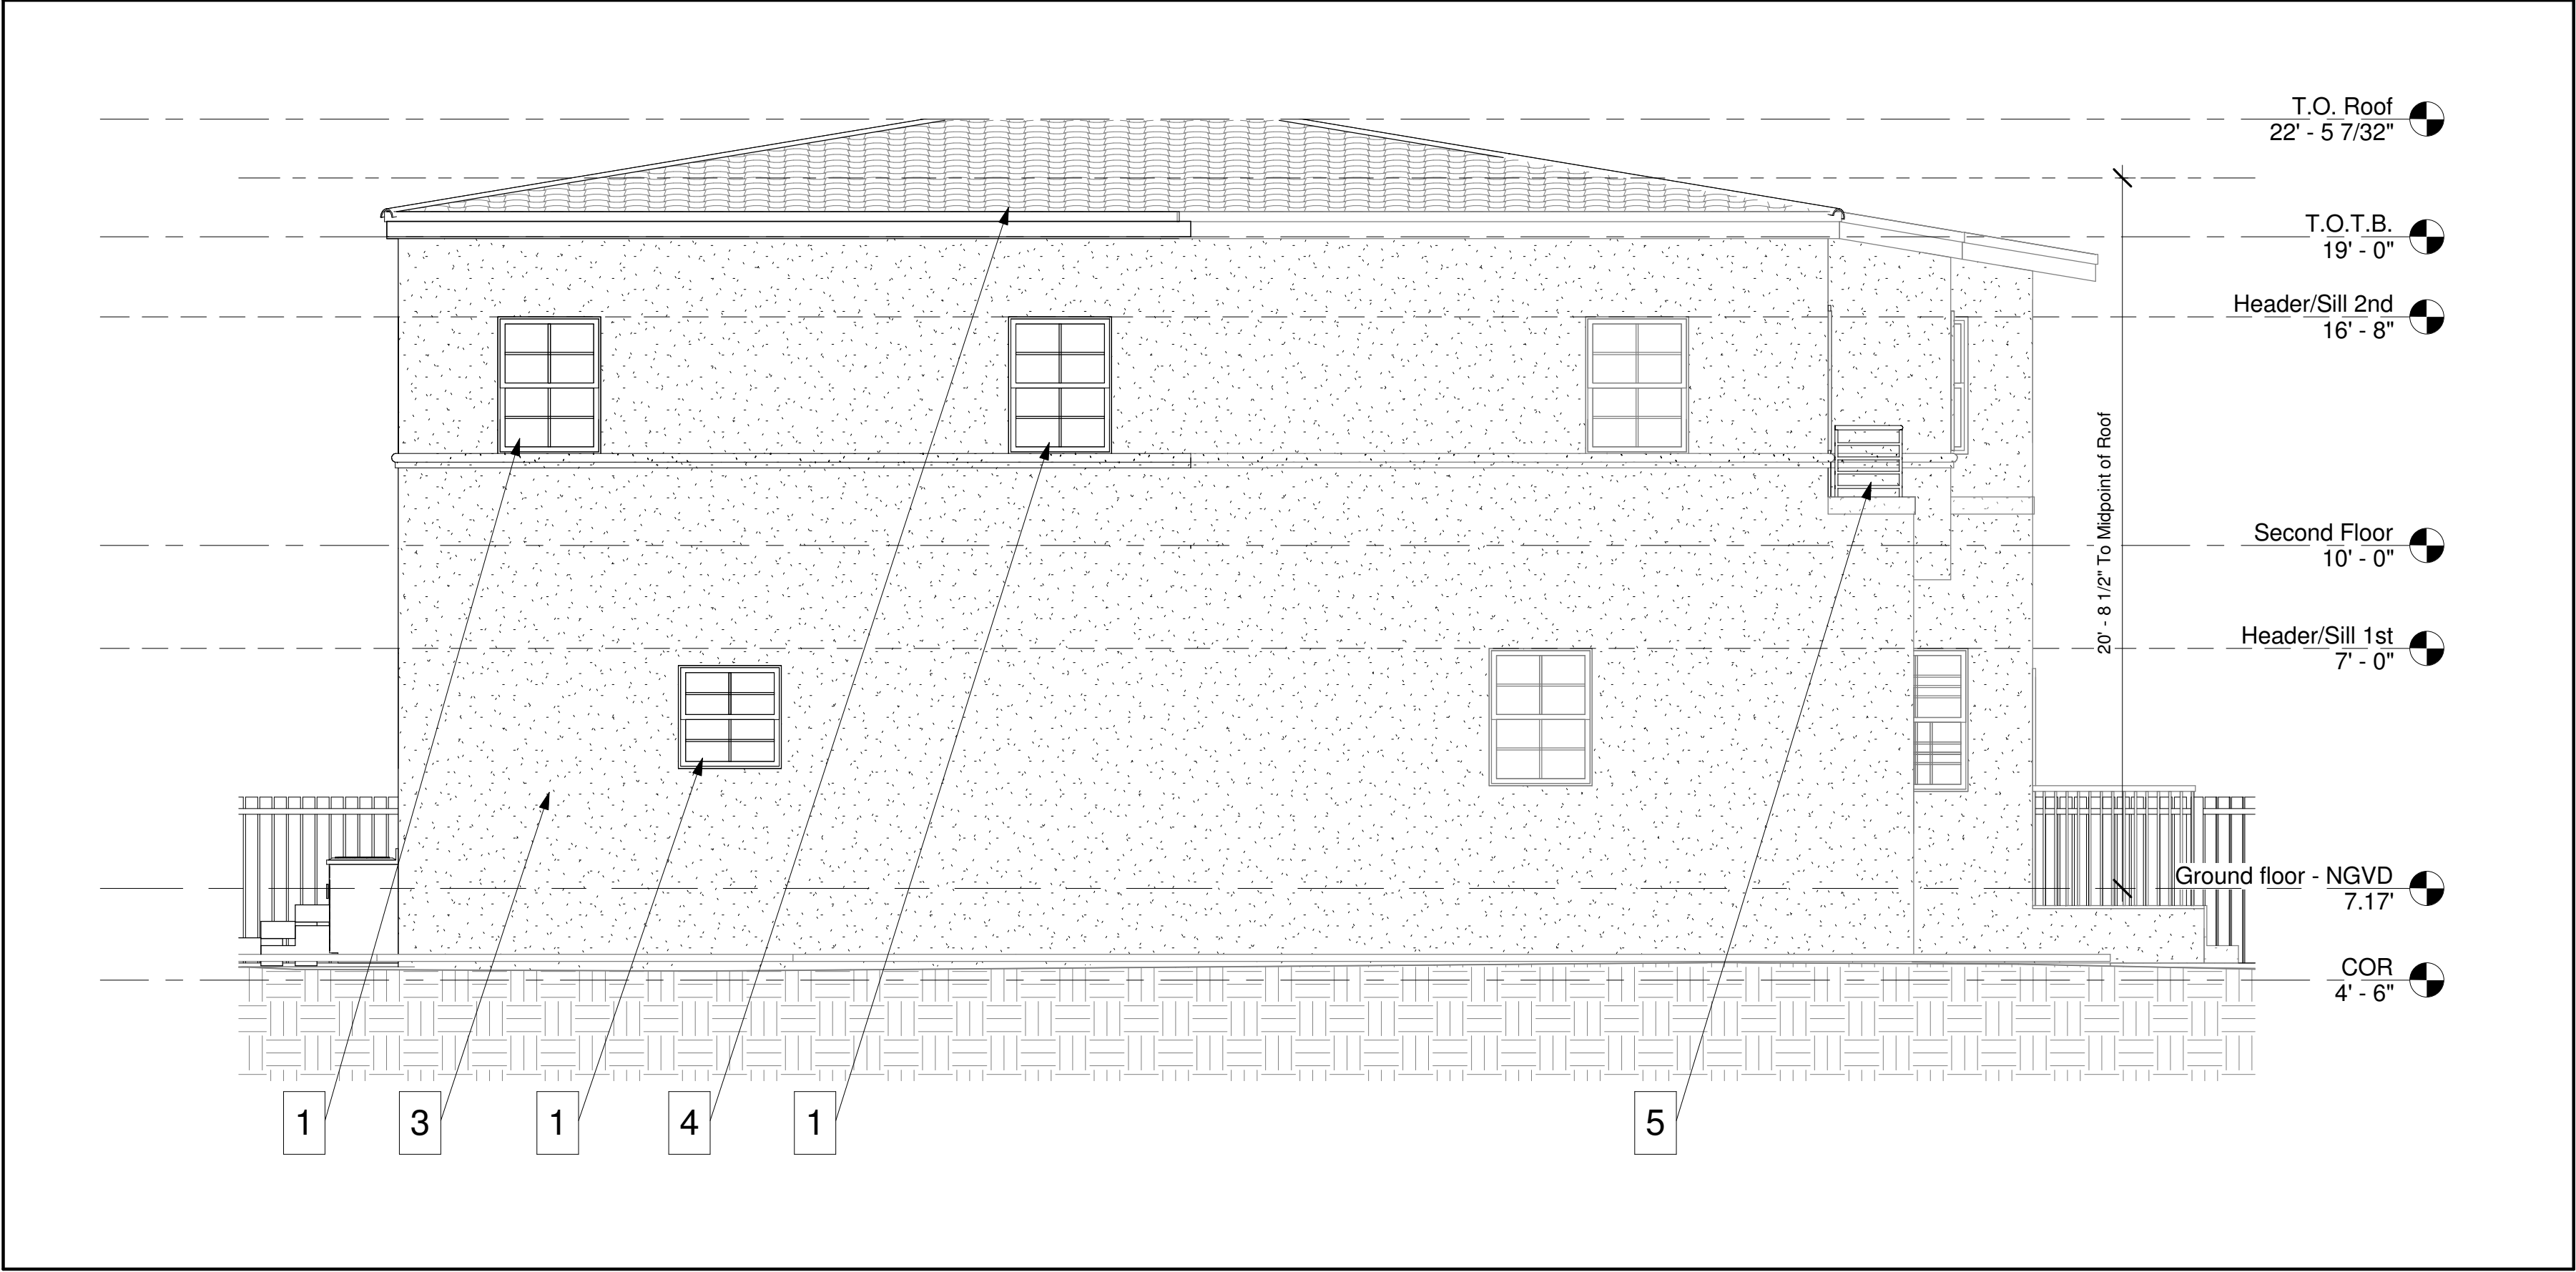 T.O. Roof
22' - 5 7/32"
T.O.T.B.
19' - 0"
Header/Sill 2nd
16' - 8"
20' - 8 1/2" To Midpoint of Roof
Second Floor
10' - 0"
Header/Sill 1st
7' - 0"
Ground floor - NGVD
7.17'
COR
4' - 6"
1 3 1 4 1 5